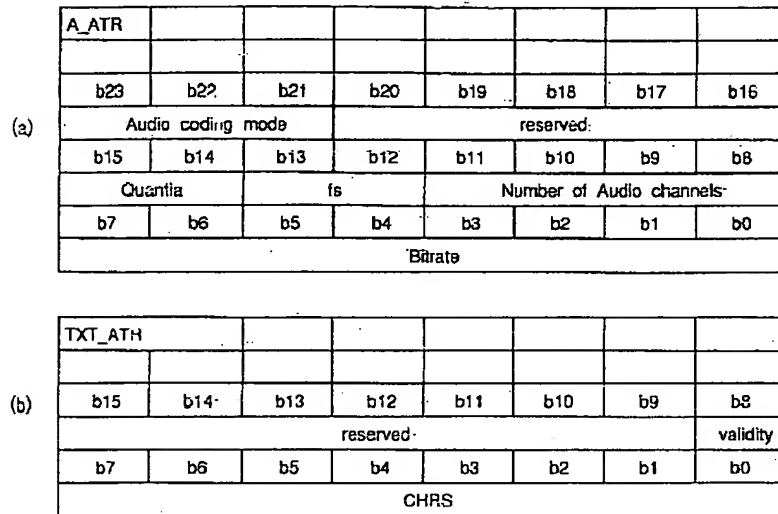 A_ATR
b23 b22 b21 b20 b19 b18 b17 b16
(a)
Audio coding mode reserved
b15 b14 b13 b12 b11 b10 b9 b8
Quantia fs Number of Audio channels
b7 b6 b5 b4 b3 b2 b1 b0
Bitrate
TXT_ATR
(b)
b15 b14 b13 b12 b11 b10 b9 b8
reserved validity
b7 b6 b5 b4 b3 b2 b1 b0
CHRS